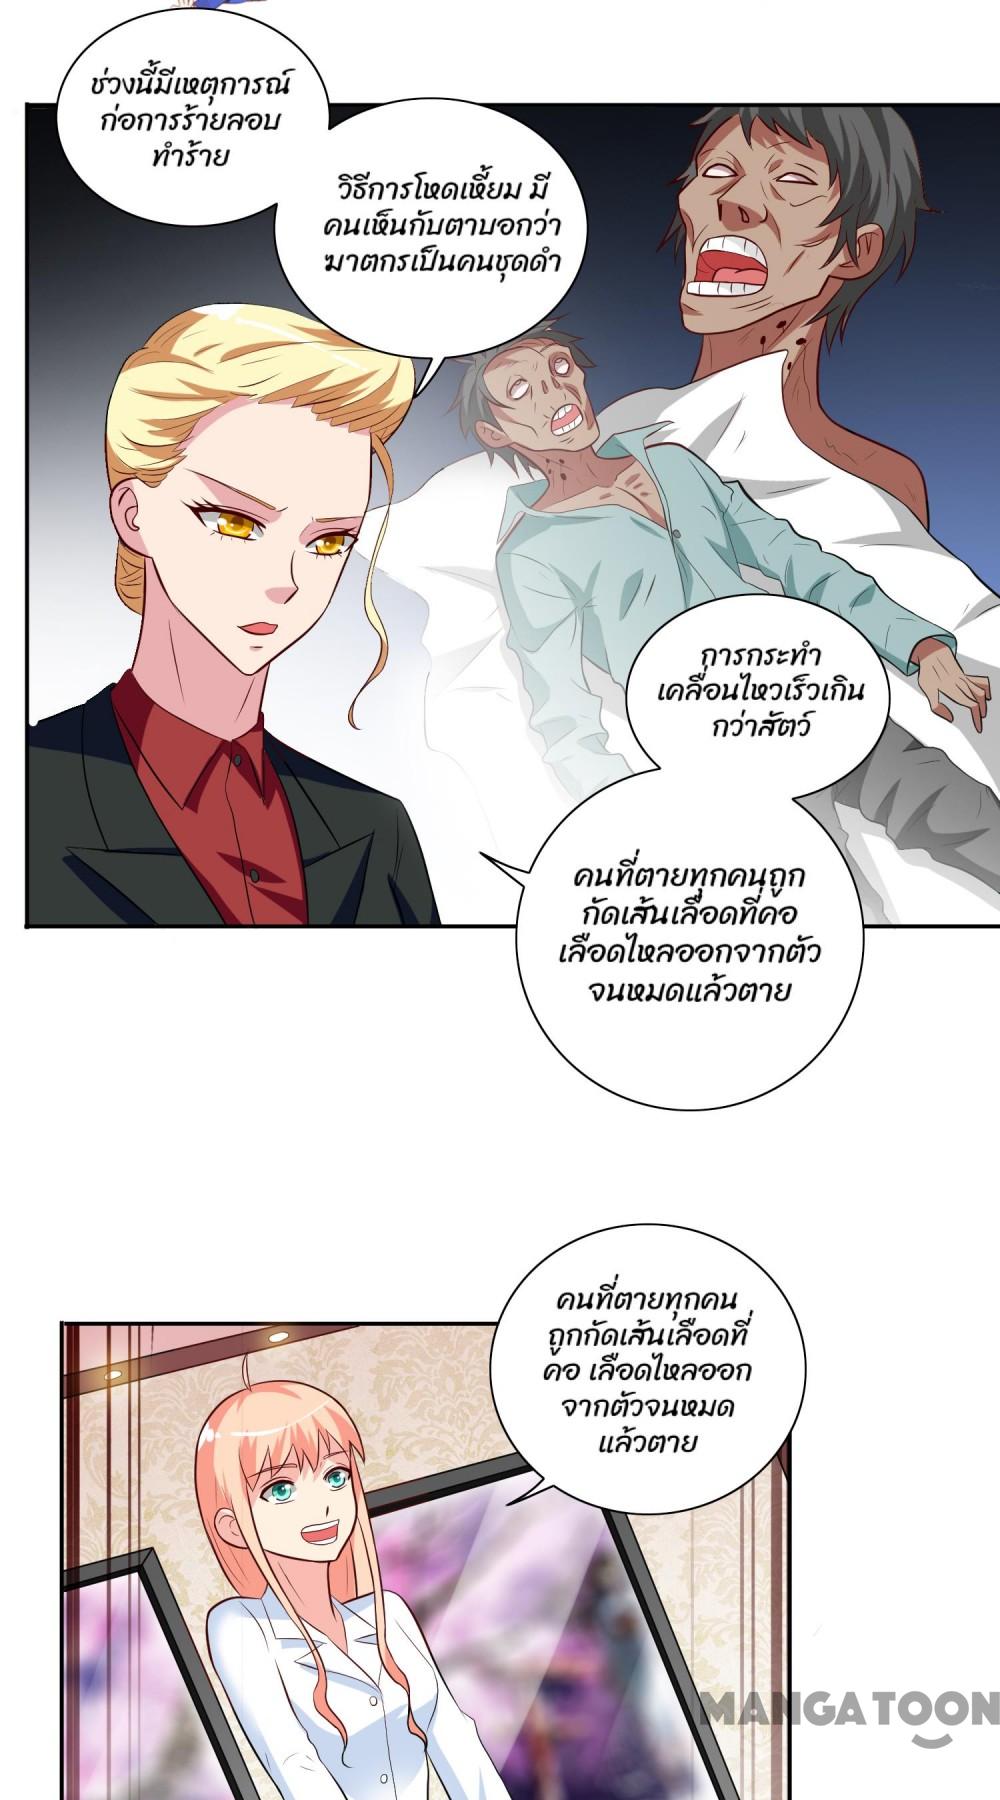 ช่วงนี้มีเหตุการณ์
ก่อการร้ายลอบ
ทำร้าย
วิธีการโหดเหี้ยม มี
คนเห็นกับตาบอกว่า
ฆาตกรเป็นคนชุดดำ
การกระทำ
เคลื่อนไหวเร็วเกิน
กว่าสัตว์
คนที่ตายทุกคนถูก
กัดเส้นเลือดที่คอ
เลือดไหลออกจากตัว
จนหมดแล้วตาย
คนที่ตายทุกคน
ถูกกัดเส้นเลือดที่
คอ เลือดไหลออก
จากตัวจนหมด
แล้วตาย
MANGATOON